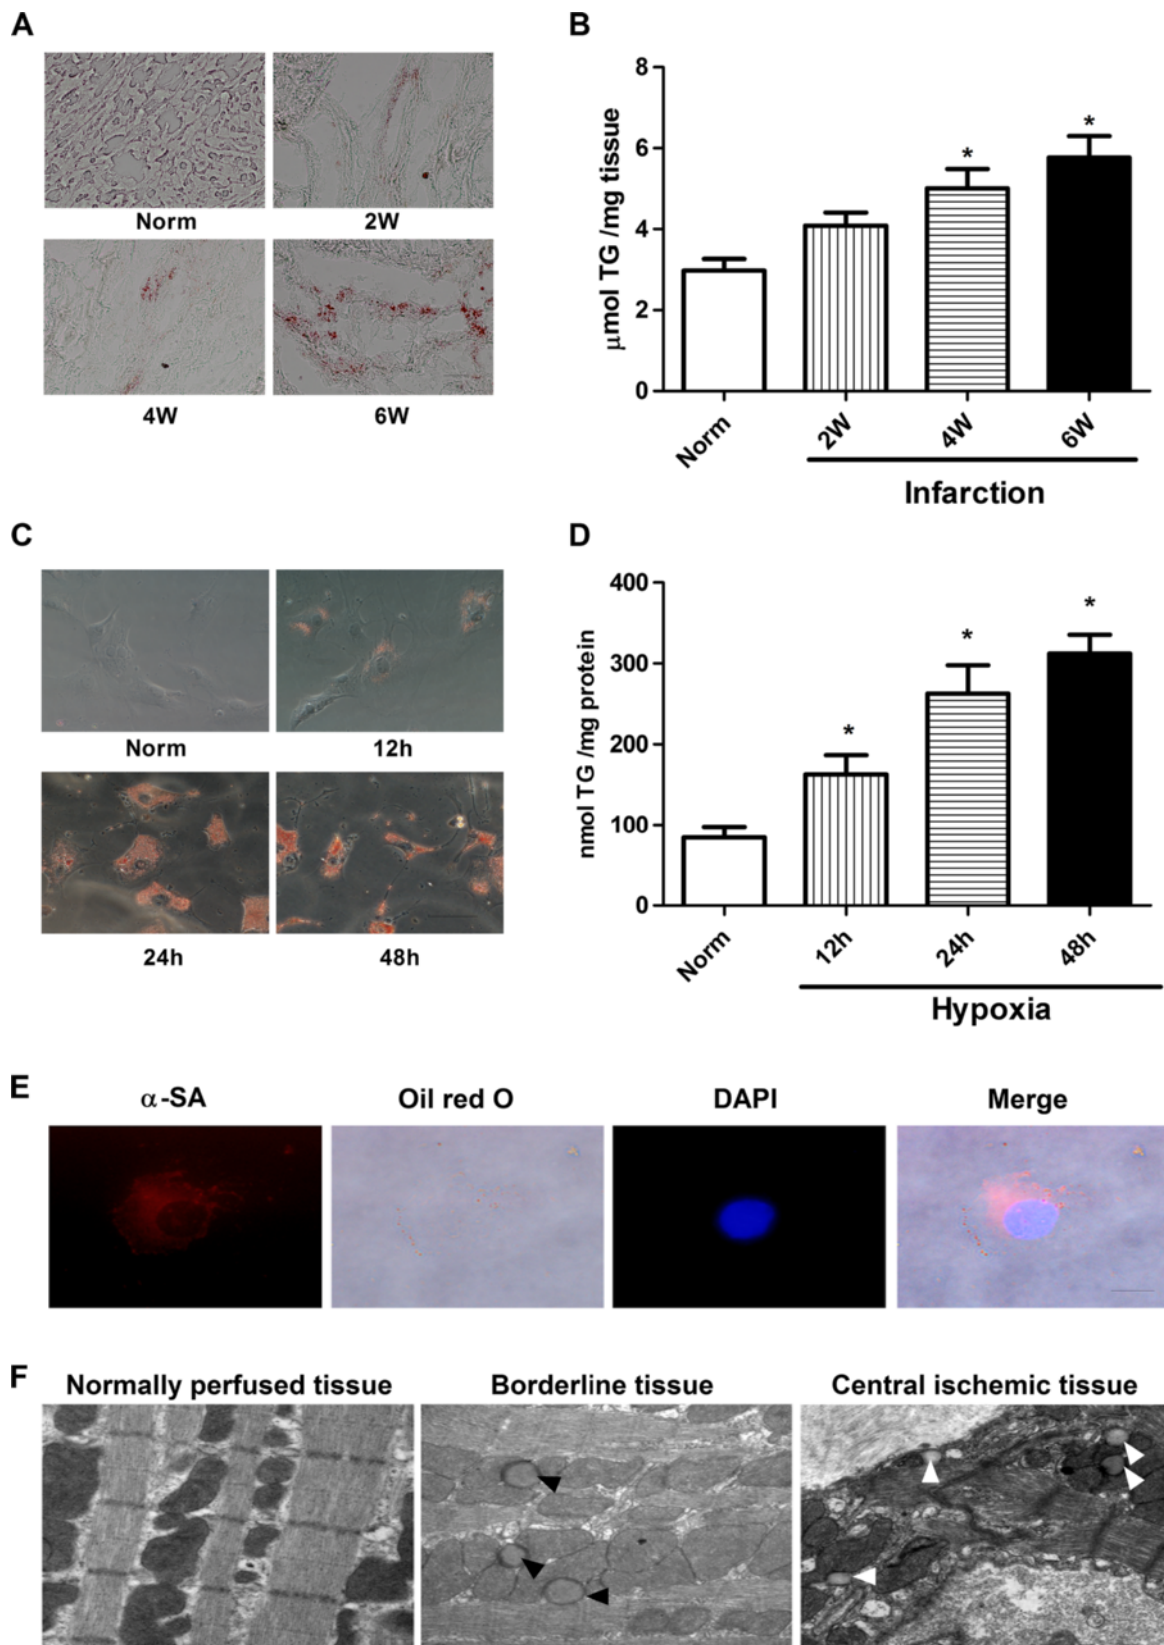 A
Norm
2W
4W
6W
B
8
6
4
2
0
μmol TG /mg tissue
*
*
Norm
2W
4W
6W
Infarction
C
Norm
12h
24h
48h
D
400
300
200
100
0
nmol TG /mg protein
*
*
*
Norm
12h
24h
48h
Hypoxia
E
α-SA
Oil red O
DAPI
Merge
F
Normally perfused tissue
Borderline tissue
Central ischemic tissue